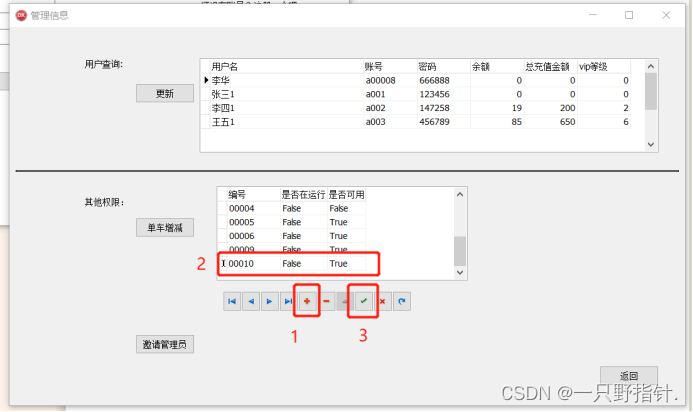 管理信息
用户查询:
更新
用户名 账号 密码 余额 总充值金额 vip等级
李华 a00008 666888 0 0 0
张三1 a001 123456 0 0 0
李四1 a002 147258 19 200 2
王五1 a003 456789 85 650 6
其他权限：
单车增减
编号 是否在运行 是否可用
00004 False False
00005 False True
00006 False True
00009 False True
00010 False True
2
1
3
邀请管理员
返回
CSDN @一只野指针.